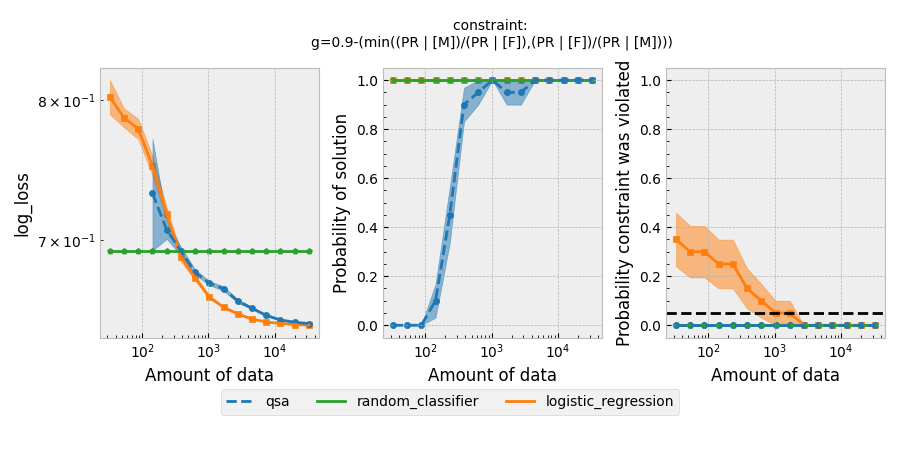 constraint:
g=0.9-(min((PR | [M])/(PR | [F]),(PR | [F])/(PR | [M])))
log_loss
8 × 10⁻¹
7 × 10⁻¹
10² 10³ 10⁴
Amount of data
Probability of solution
1.0
0.8
0.6
0.4
0.2
0.0
10² 10³ 10⁴
Amount of data
Probability constraint was violated
1.0
0.8
0.6
0.4
0.2
0.0
10² 10³ 10⁴
Amount of data
qsa random_classifier logistic_regression